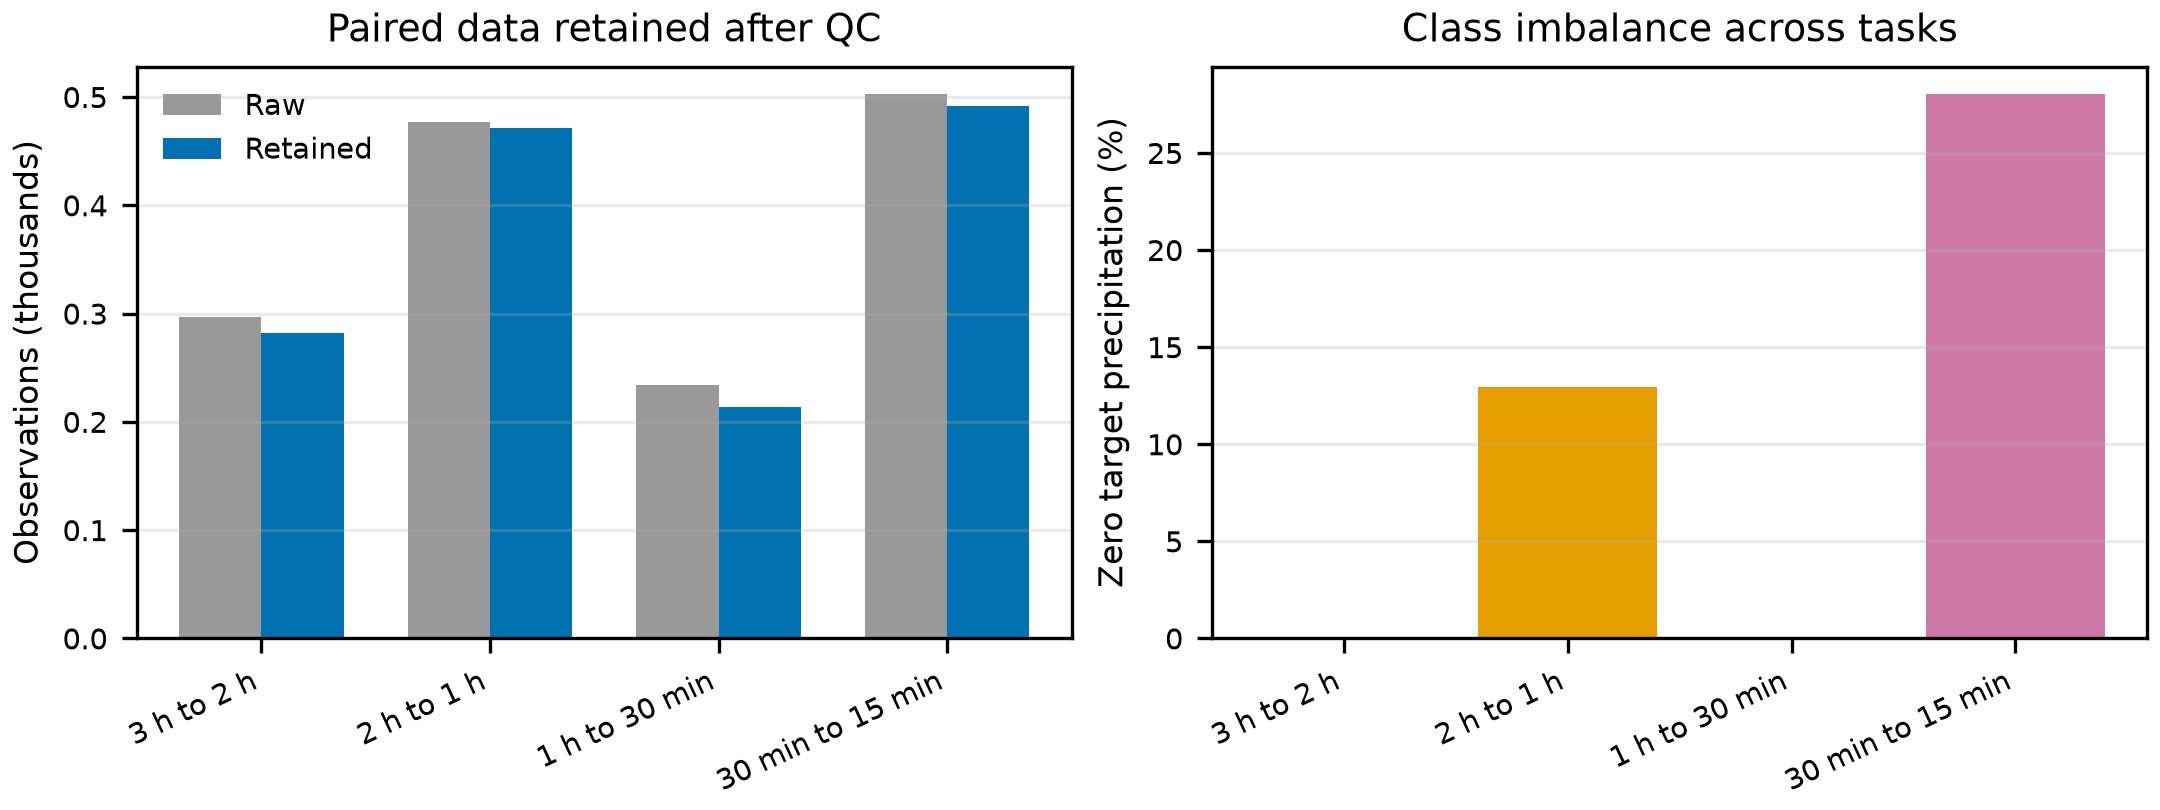 Paired data retained after QC
Observations (thousands)
0.5
0.4
0.3
0.2
0.1
0.0
Raw
Retained
3 h to 2 h
2 h to 1 h
1 h to 30 min
30 min to 15 min
Class imbalance across tasks
Zero target precipitation (%)
25
20
15
10
5
0
3 h to 2 h
2 h to 1 h
1 h to 30 min
30 min to 15 min